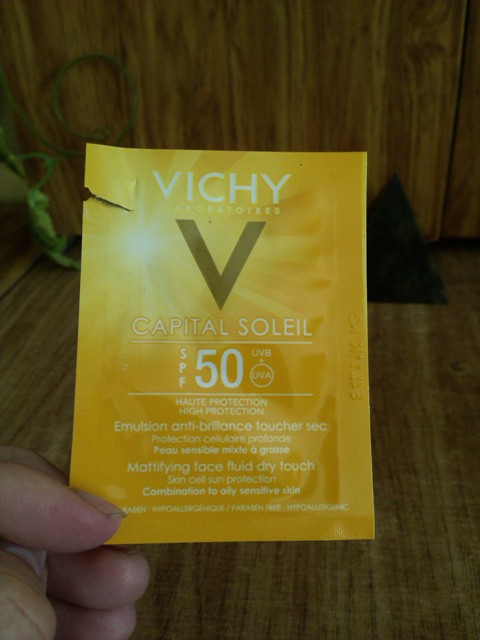 VICHY
LABORATOIRES
V
CAPITAL SOLEIL
SPF 50 UVB + UVA
HAUTE PROTECTION
HIGH PROTECTION
Emulsion anti-brillance toucher sec
Protection cellulaire profonde
Peau sensible mixte à grasse
Mattifying face fluid dry touch
Skin cell sun protection
Combination to oily sensitive skin
PARABEN - HYPOALLERGÉNIQUE / PARABEN FREE - HYPOALLERGENIC